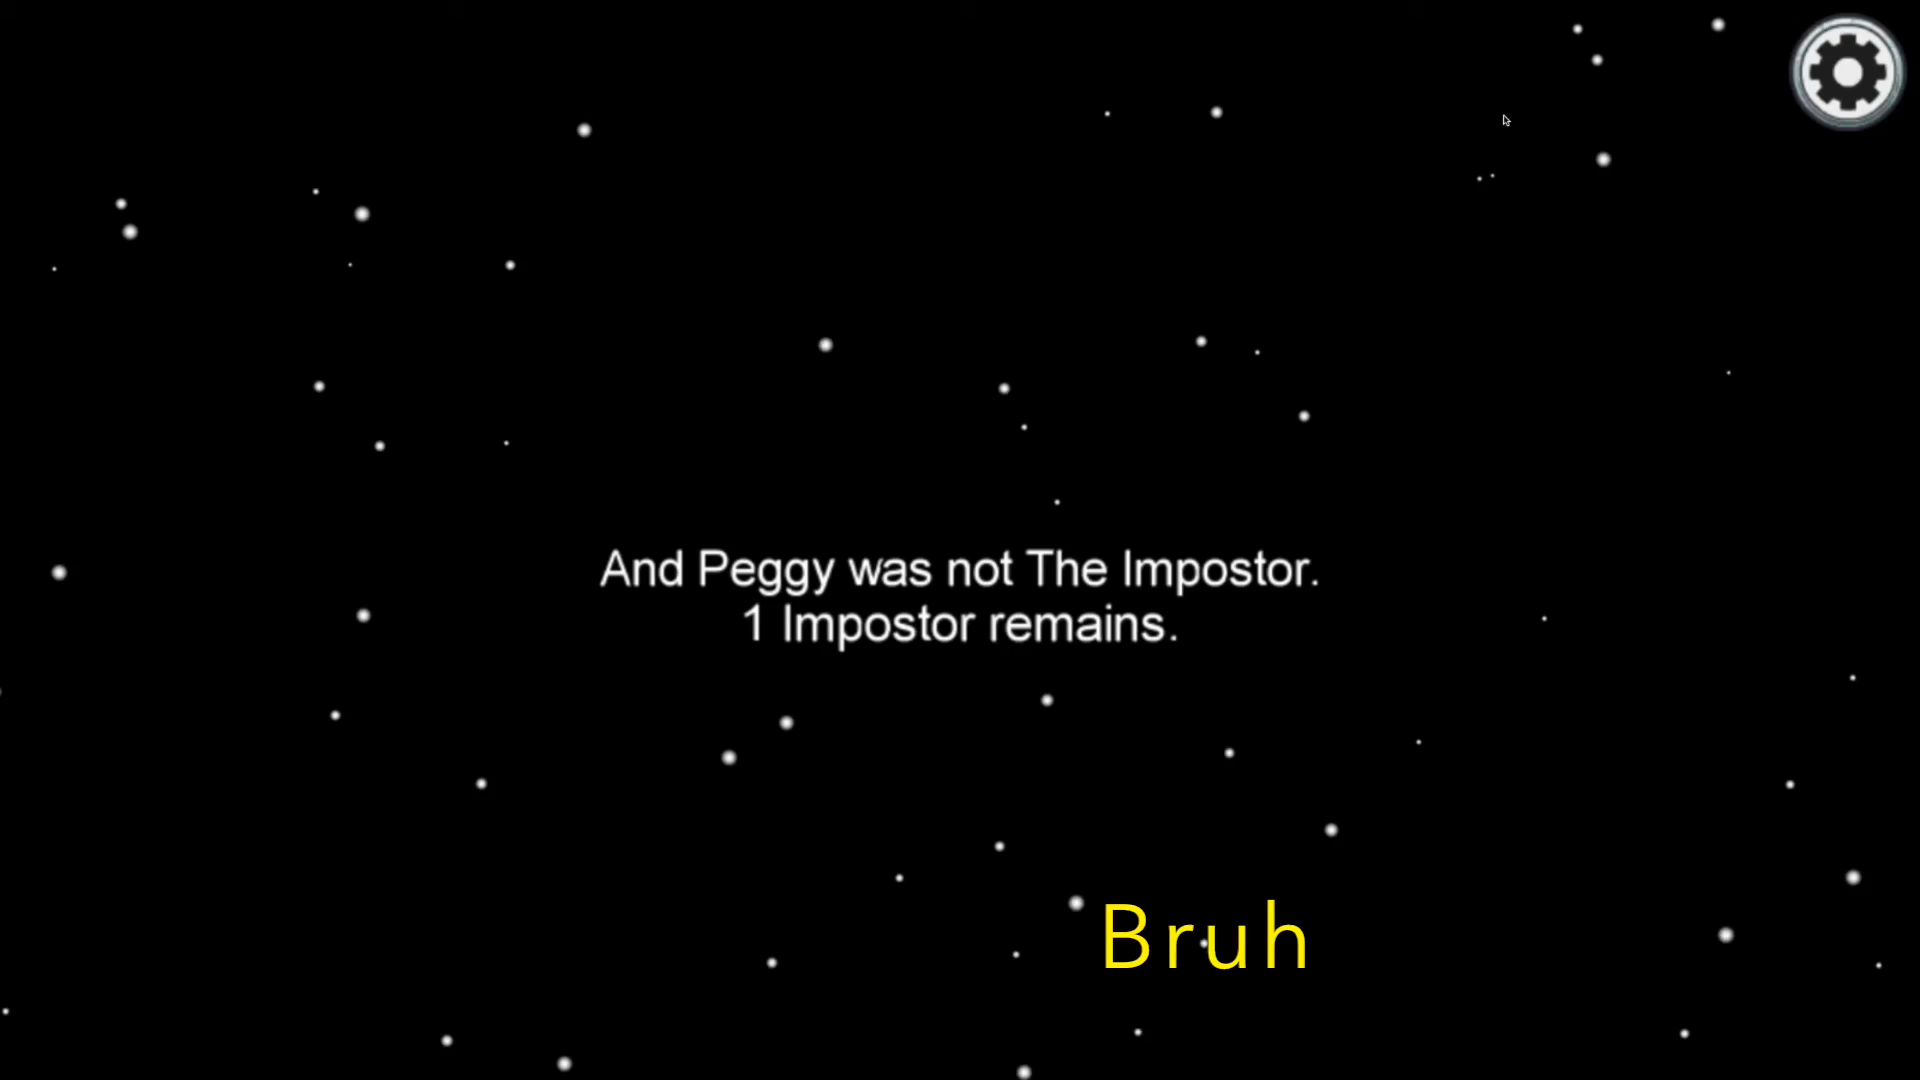 And Peggy was not The Impostor.
1 Impostor remains.
Bruh